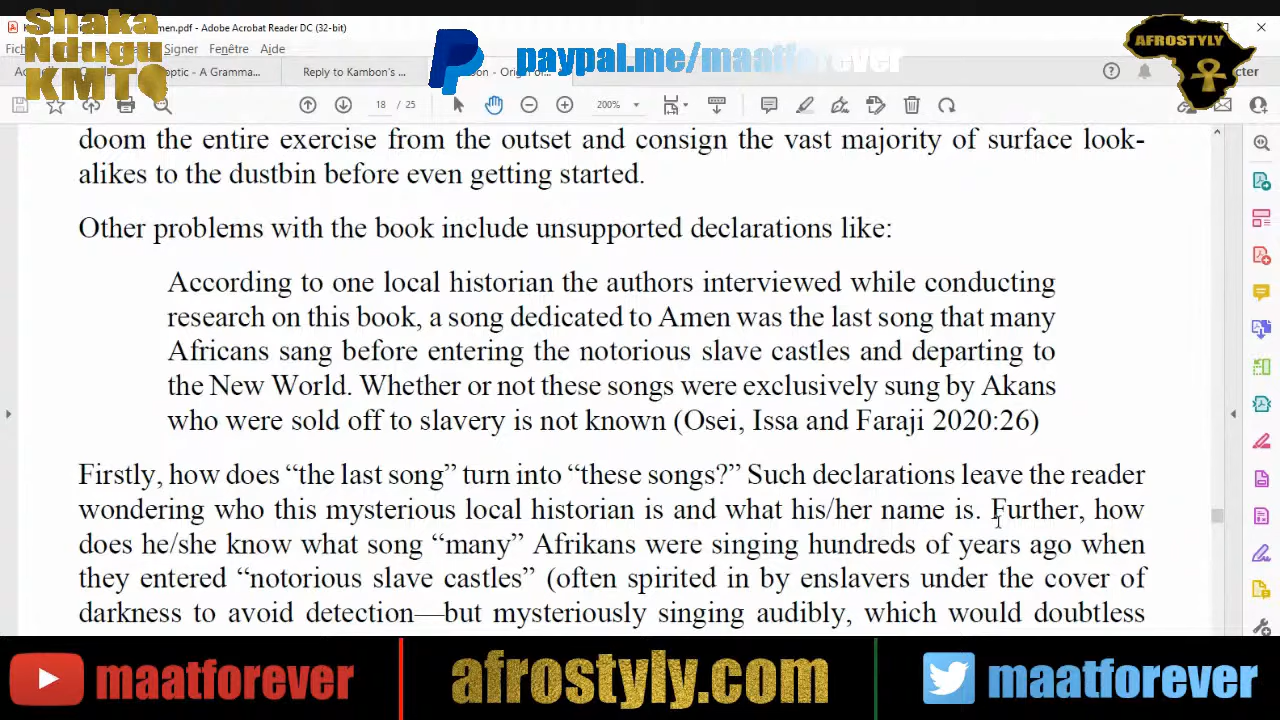 Shaka
Ndugu
KMT
men.pdf - Adobe Acrobat Reader DC (32-bit)
Signer Fenêtre Aide
paypal.me/maatforever
AFROSTYLY
optic - A Gramma...
Reply to Kambon's ...
18 / 25
200%
doom the entire exercise from the outset and consign the vast majority of surface look-
alikes to the dustbin before even getting started.
Other problems with the book include unsupported declarations like:
According to one local historian the authors interviewed while conducting
research on this book, a song dedicated to Amen was the last song that many
Africans sang before entering the notorious slave castles and departing to
the New World. Whether or not these songs were exclusively sung by Akans
who were sold off to slavery is not known (Osei, Issa and Faraji 2020:26)
Firstly, how does “the last song” turn into “these songs?” Such declarations leave the reader
wondering who this mysterious local historian is and what his/her name is. Further, how
does he/she know what song “many” Afrikans were singing hundreds of years ago when
they entered “notorious slave castles” (often spirited in by enslavers under the cover of
darkness to avoid detection—but mysteriously singing audibly, which would doubtless
maatforever
afrostyly.com
maatforever